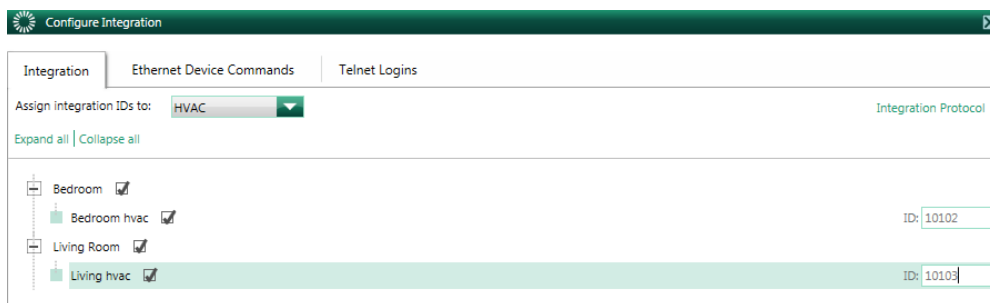 Configure Integration
Integration Ethernet Device Commands Telnet Logins
Assign integration IDs to: HVAC Integration Protocol
Expand all | Collapse all
Bedroom
Bedroom hvac ID: 10102
Living Room
Living hvac ID: 10103